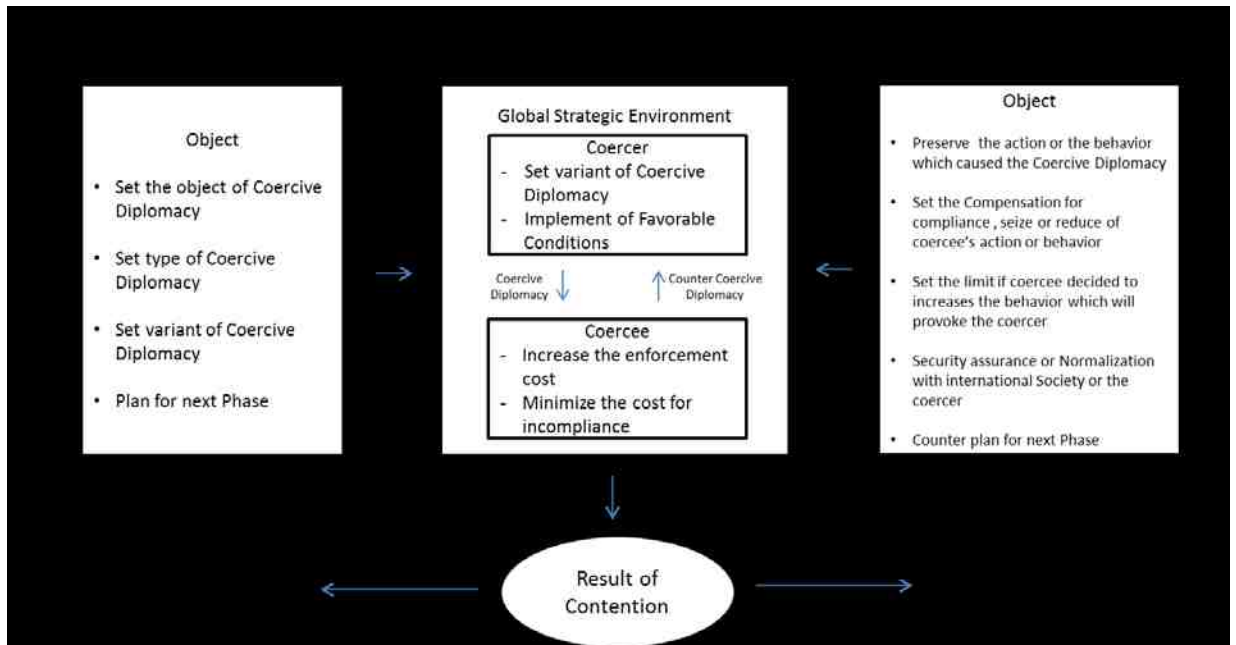 Object
• Set the object of Coercive
Diplomacy
• Set type of Coercive
Diplomacy
• Set variant of Coercive
Diplomacy
• Plan for next Phase
Global Strategic Environment
Coercer
- Set variant of Coercive
Diplomacy
- Implement of Favorable
Conditions
Coercive
Diplomacy
Counter Coercive
Diplomacy
Coercee
- Increase the enforcement
cost
- Minimize the cost for
incompliance
Object
• Preserve the action or the behavior
which caused the Coercive Diplomacy
• Set the Compensation for
compliance , seize or reduce of
coercee's action or behavior
• Set the limit if coercee decided to
increases the behavior which will
provoke the coercer
• Security assurance or Normalization
with international Society or the
coercer
• Counter plan for next Phase
Result of
Contention